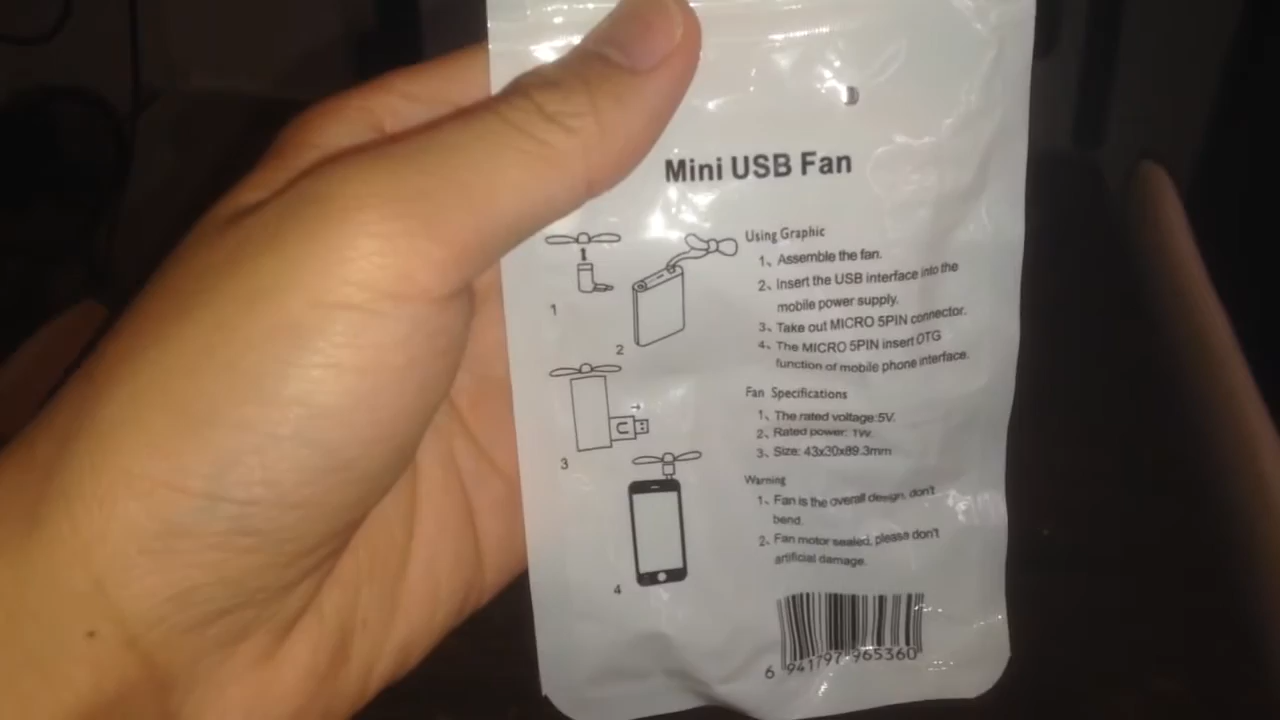 Mini USB Fan
Using Graphic
1、Assemble the fan.
2、Insert the USB interface into the
mobile power supply.
3、Take out MICRO 5PIN connector.
4、The MICRO 5PIN insert OTG
function of mobile phone interface.
1
2
3
4
Fan Specifications
1、The rated voltage:5V.
2、Rated power: 1W.
3、Size: 43x30x89.3mm
Warning
1、Fan is the overall design, don't
bend.
2、Fan motor sealed, please don't
artificial damage.
6 941797 965360